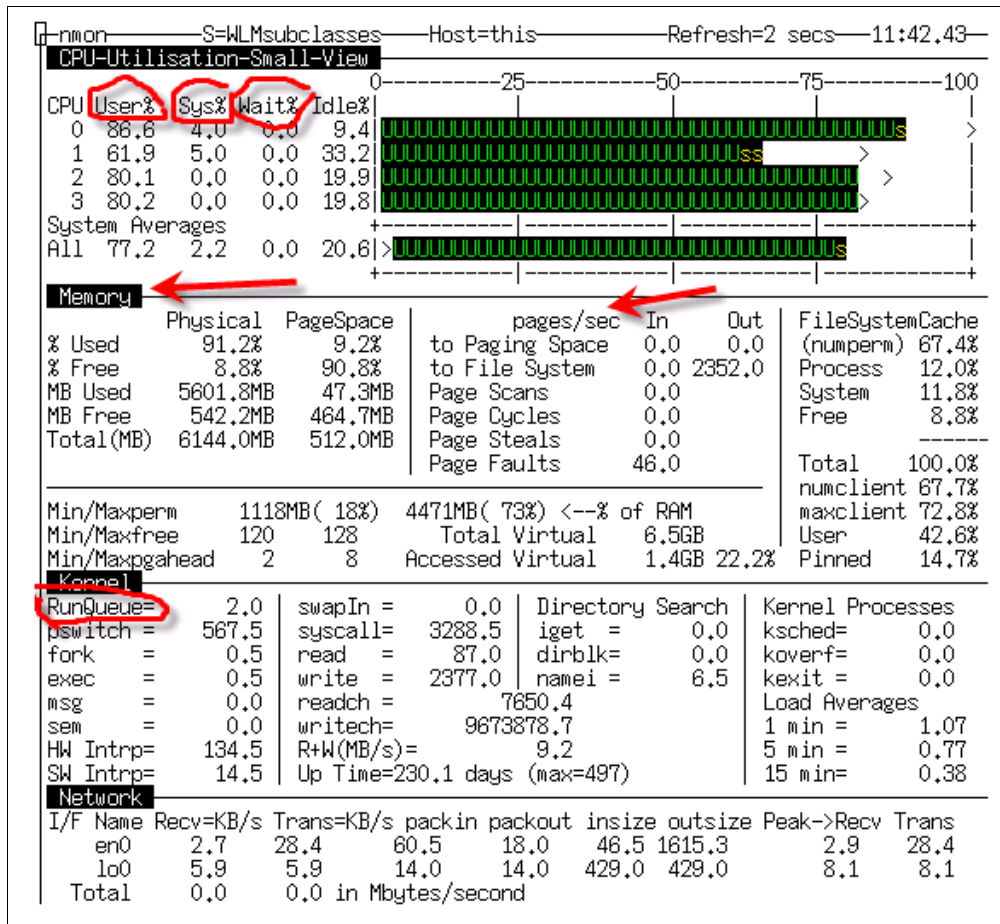 nmon S=WLMsubclasses Host=this Refresh=2 secs 11:42.43
CPU-Utilisation-Small-View
0----------25----------50----------75----------100
CPU User% Sys% Wait% Idle%
0 86.6 4.0 0.0 9.4|UUUUUUUUUUUUUUUUUUUUUUUUUUUUUUUUUUUUUUUUUUUs >
1 61.9 5.0 0.0 33.2|UUUUUUUUUUUUUUUUUUUUUUUUUUUUUUss >
2 80.1 0.0 0.0 19.9|UUUUUUUUUUUUUUUUUUUUUUUUUUUUUUUUUUUUUUUU >
3 80.2 0.0 0.0 19.8|UUUUUUUUUUUUUUUUUUUUUUUUUUUUUUUUUUUUUUUU>
System Averages
All 77.2 2.2 0.0 20.6|>UUUUUUUUUUUUUUUUUUUUUUUUUUUUUUUUUUUUUs
Memory
Physical PageSpace | pages/sec In Out | FileSystemCache
% Used 91.2% 9.2% | to Paging Space 0.0 0.0 | (numperm) 67.4%
% Free 8.8% 90.8% | to File System 0.0 2352.0 | Process 12.0%
MB Used 5601.8MB 47.3MB | Page Scans 0.0 | System 11.8%
MB Free 542.2MB 464.7MB | Page Cycles 0.0 | Free 8.8%
Total(MB) 6144.0MB 512.0MB | Page Steals 0.0 | ------
| Page Faults 46.0 | Total 100.0%
numclient 67.7%
Min/Maxperm 1118MB( 18%) 4471MB( 73%) <--% of RAM maxclient 72.8%
Min/Maxfree 120 128 Total Virtual 6.5GB User 42.6%
Min/Maxpgahead 2 8 Accessed Virtual 1.4GB 22.2% Pinned 14.7%
Kernel
RunQueue= 2.0 | swapIn = 0.0 | Directory Search | Kernel Processes
pswitch = 567.5 | syscall= 3288.5 | iget = 0.0 | ksched= 0.0
fork = 0.5 | read = 87.0 | dirblk= 0.0 | koverf= 0.0
exec = 0.5 | write = 2377.0 | namei = 6.5 | kexit = 0.0
msg = 0.0 | readch = 7650.4 | Load Averages
sem = 0.0 | writech= 9673878.7 | 1 min = 1.07
HW Intrp= 134.5 | R+W(MB/s)= 9.2 | 5 min = 0.77
SW Intrp= 14.5 | Up Time=230.1 days (max=497) | 15 min= 0.38
Network
I/F Name Recv=KB/s Trans=KB/s packin packout insize outsize Peak->Recv Trans
en0 2.7 28.4 60.5 18.0 46.5 1615.3 2.9 28.4
lo0 5.9 5.9 14.0 14.0 429.0 429.0 8.1 8.1
Total 0.0 0.0 in Mbytes/second